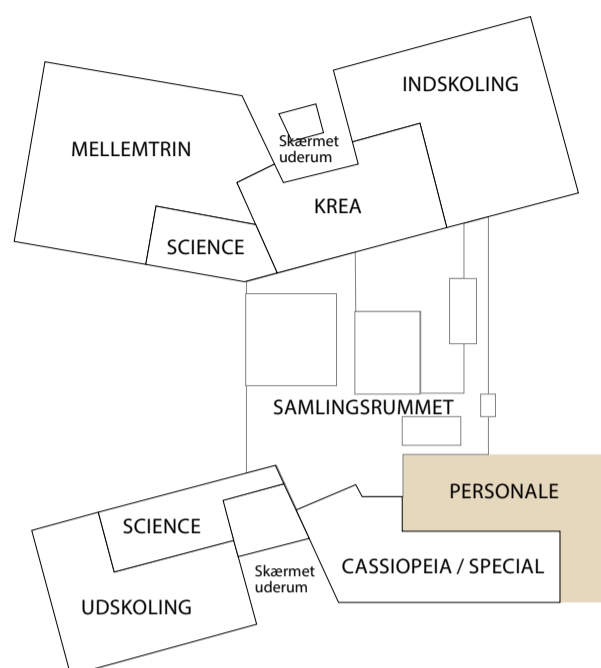 INDSKOLING
MELLEMTRIN
Skærmet
uderum
KREA
SCIENCE
SAMLINGSRUMMET
PERSONALE
SCIENCE
CASSIOPEIA / SPECIAL
Skærmet
uderum
UDSKOLING